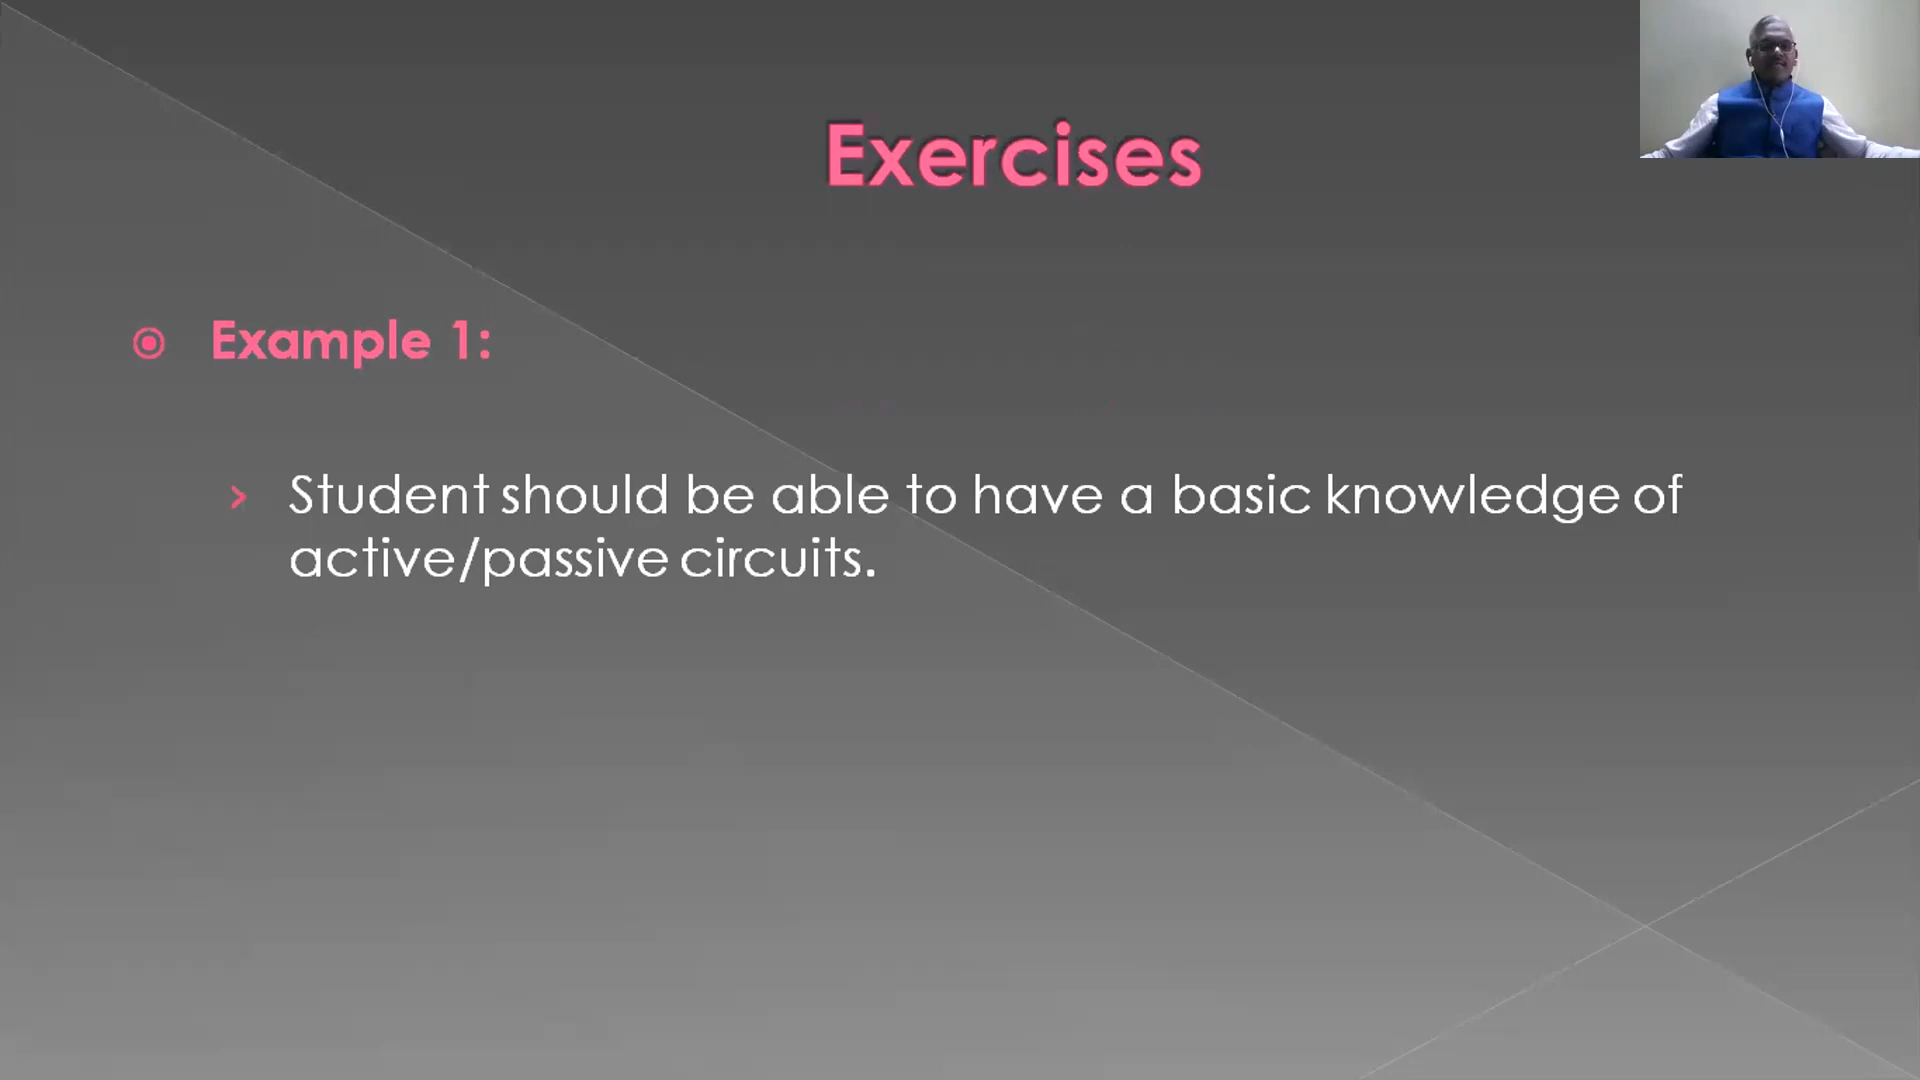 Exercises
Example 1:
Student should be able to have a basic knowledge of
active/passive circuits.